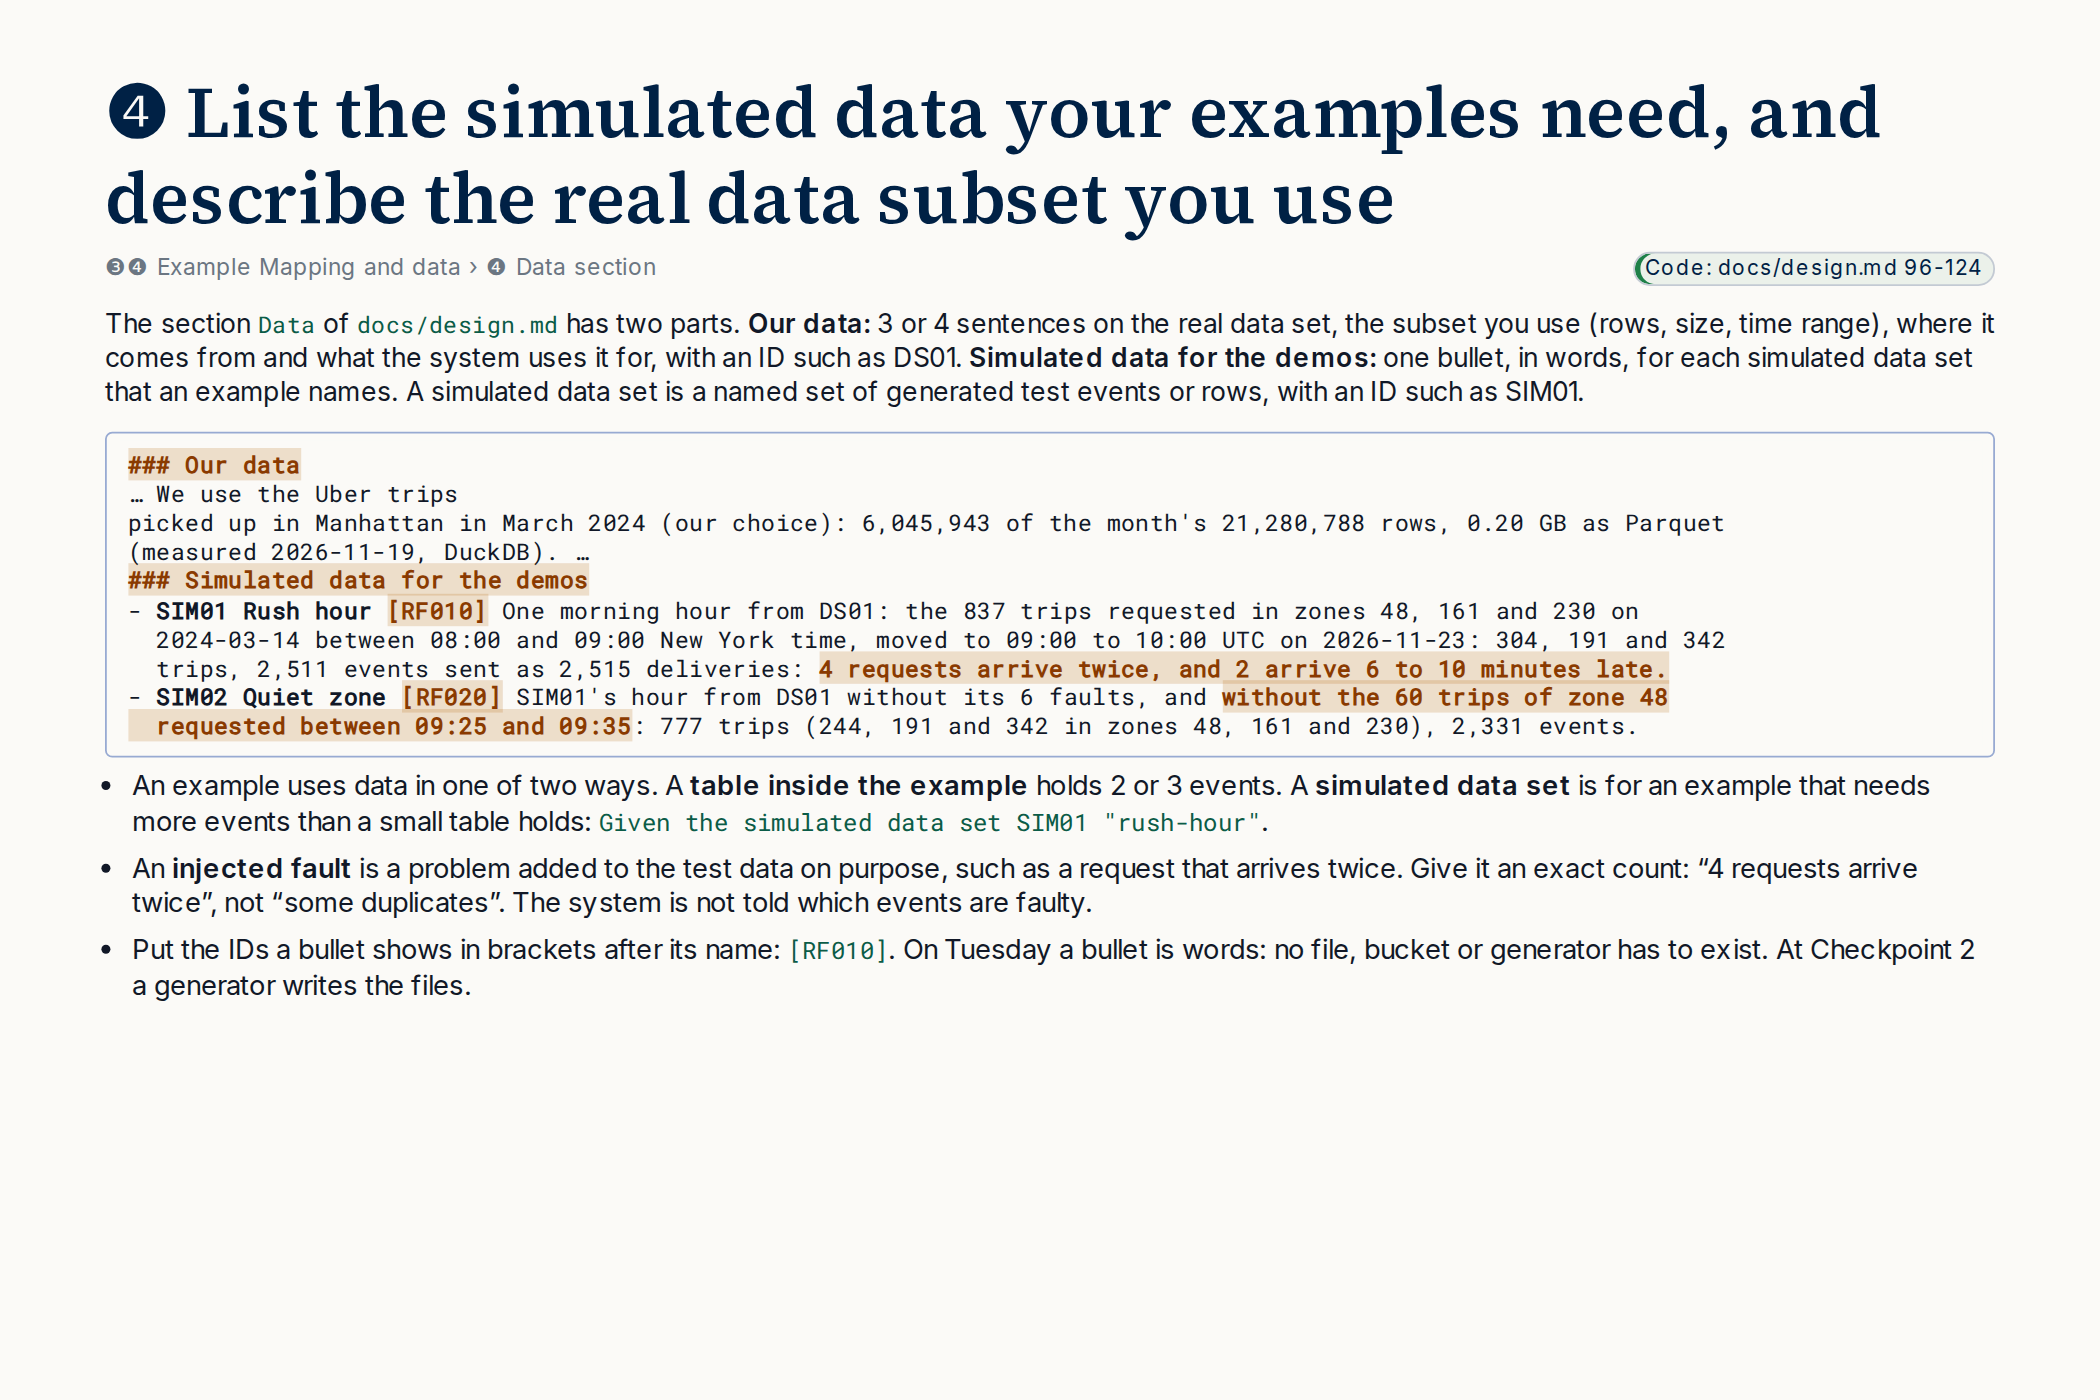 ❹ List the simulated data your examples need, and
describe the real data subset you use
❸❹ Example Mapping and data › ❹ Data section
Code: docs/design.md 96-124
The section Data of docs/design.md has two parts. Our data: 3 or 4 sentences on the real data set, the subset you use (rows, size, time range), where it
comes from and what the system uses it for, with an ID such as DS01. Simulated data for the demos: one bullet, in words, for each simulated data set
that an example names. A simulated data set is a named set of generated test events or rows, with an ID such as SIM01.
### Our data
… We use the Uber trips
picked up in Manhattan in March 2024 (our choice): 6,045,943 of the month's 21,280,788 rows, 0.20 GB as Parquet
(measured 2026-11-19, DuckDB). …
### Simulated data for the demos
- SIM01 Rush hour [RF010] One morning hour from DS01: the 837 trips requested in zones 48, 161 and 230 on
2024-03-14 between 08:00 and 09:00 New York time, moved to 09:00 to 10:00 UTC on 2026-11-23: 304, 191 and 342
trips, 2,511 events sent as 2,515 deliveries: 4 requests arrive twice, and 2 arrive 6 to 10 minutes late.
- SIM02 Quiet zone [RF020] SIM01's hour from DS01 without its 6 faults, and without the 60 trips of zone 48
requested between 09:25 and 09:35: 777 trips (244, 191 and 342 in zones 48, 161 and 230), 2,331 events.
• An example uses data in one of two ways. A table inside the example holds 2 or 3 events. A simulated data set is for an example that needs
more events than a small table holds: Given the simulated data set SIM01 "rush-hour".
• An injected fault is a problem added to the test data on purpose, such as a request that arrives twice. Give it an exact count: “4 requests arrive
twice”, not “some duplicates”. The system is not told which events are faulty.
• Put the IDs a bullet shows in brackets after its name: [RF010]. On Tuesday a bullet is words: no file, bucket or generator has to exist. At Checkpoint 2
a generator writes the files.